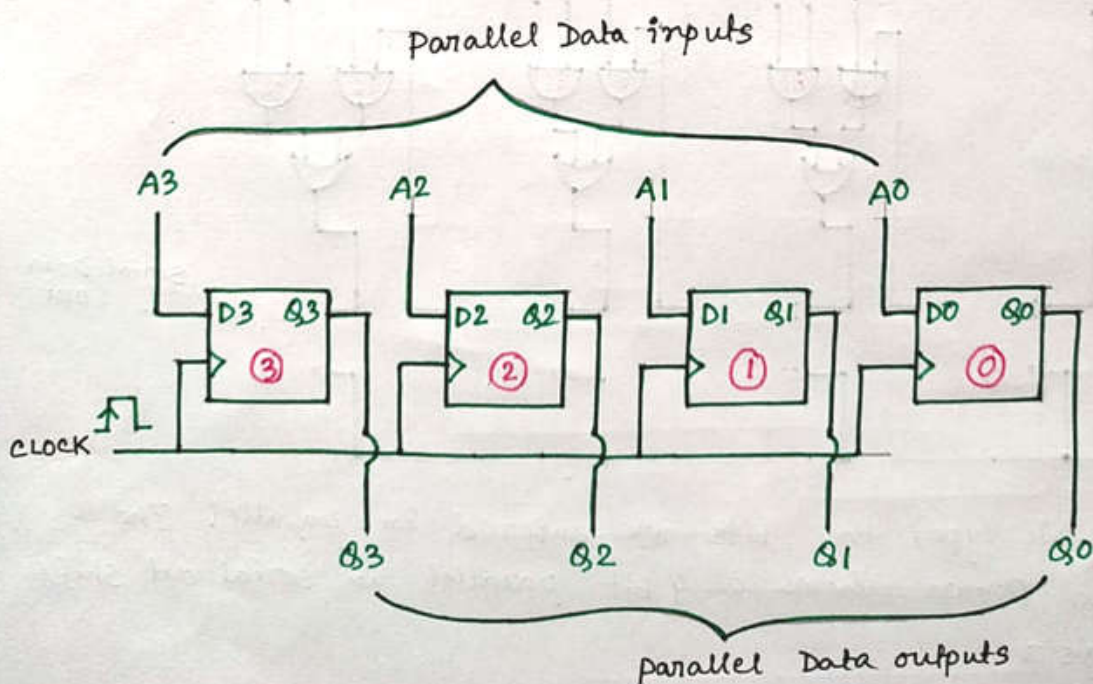 Parallel Data inputs
A3 A2 A1 A0
D3 Q3 D2 Q2 D1 Q1 D0 Q0
3 2 1 0
CLOCK
Q3 Q2 Q1 Q0
parallel Data outputs